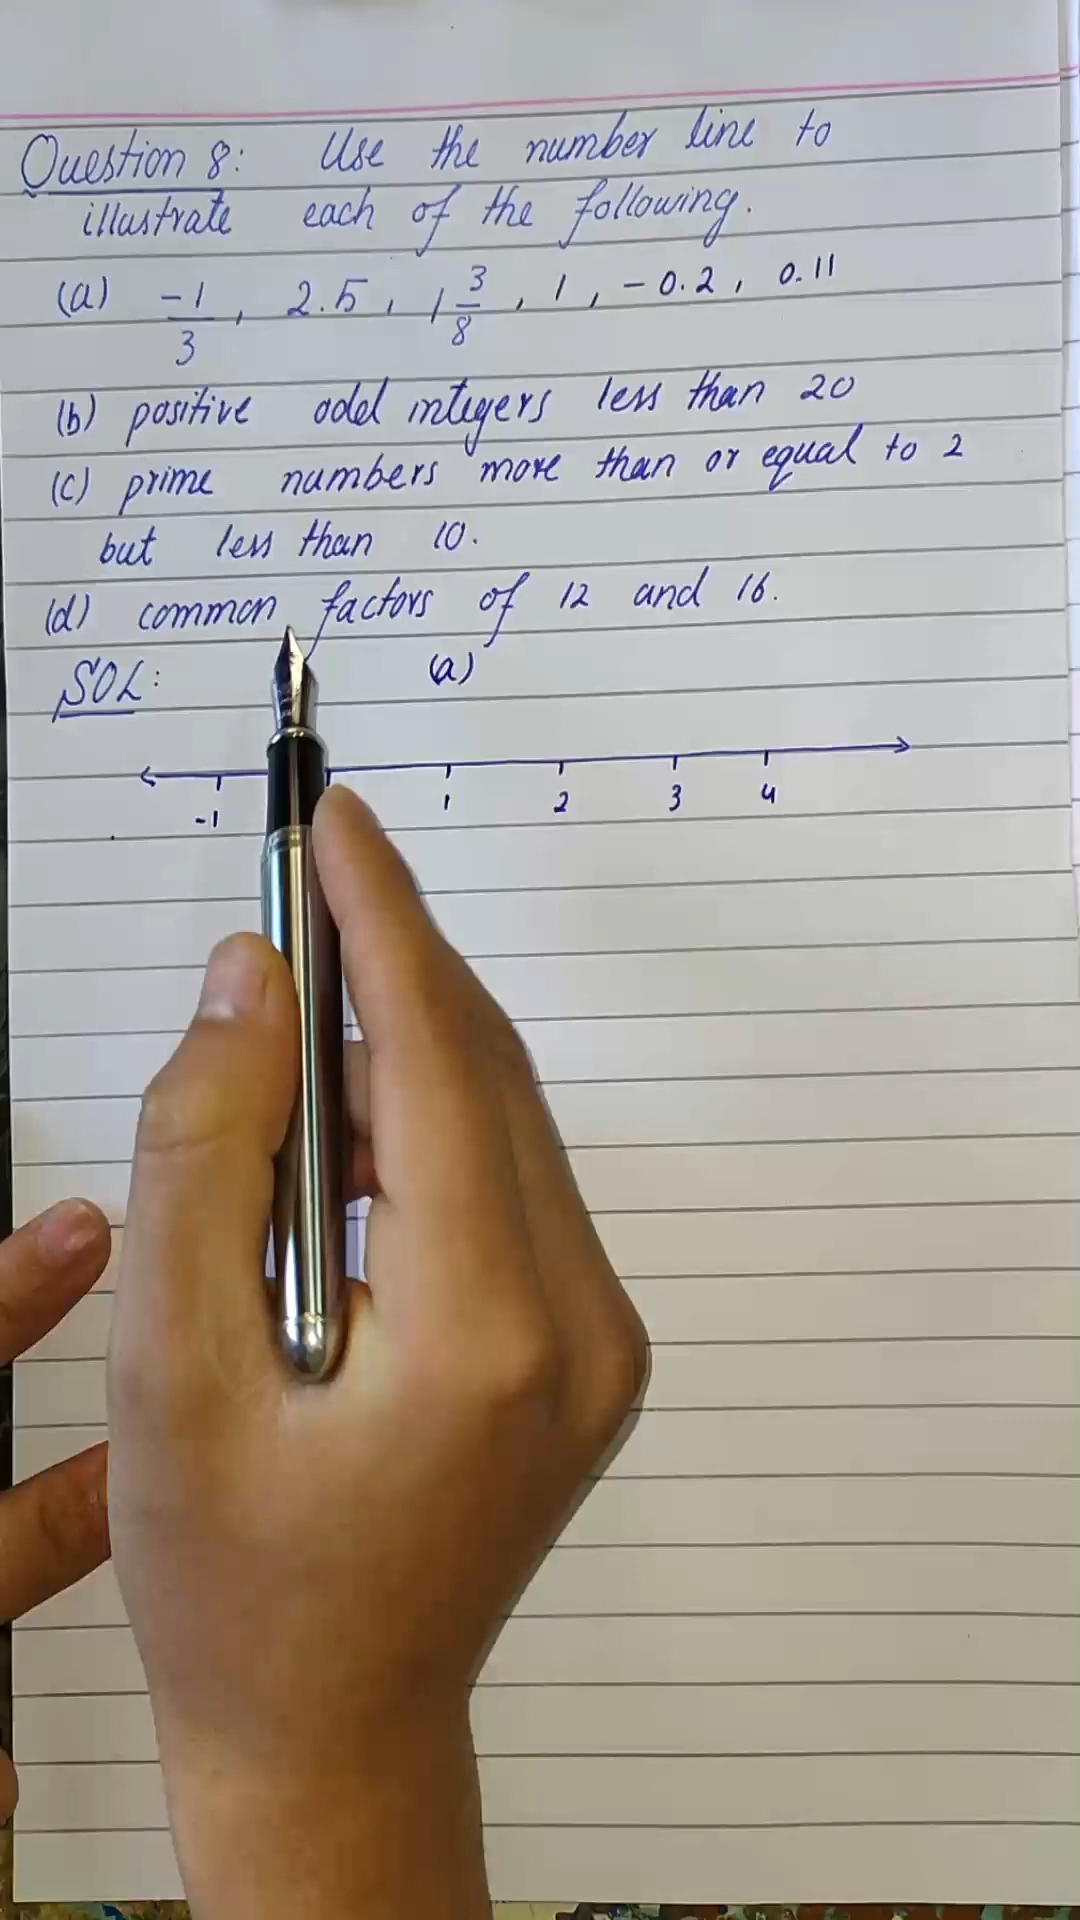 Question 8: Use the number line to
illustrate each of the following.
(a) -1/3, 2.5, 1 3/8, 1, -0.2, 0.11
(b) positive odd integers less than 20
(c) prime numbers more than or equal to 2
but less than 10.
(d) common factors of 12 and 16.
SOL: (a)
-1 1 2 3 4